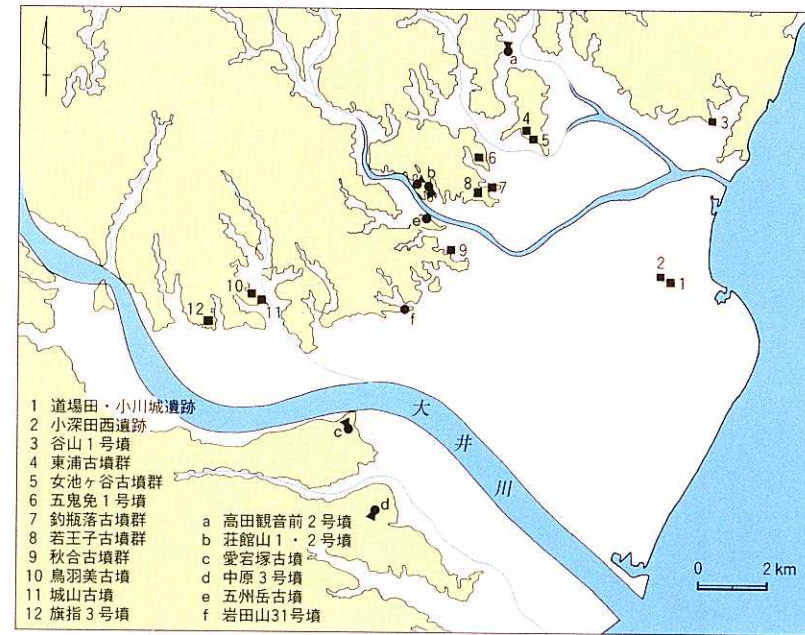 a
4
5
3
6
b
8
7
e
9
2
1
10
11
12
f
大井川
c
d
1 道場田・小川城遺跡
2 小深田西遺跡
3 谷山1号墳
4 東浦古墳群
5 女池ヶ谷古墳群
6 五鬼免1号墳
7 釣瓶落古墳群
8 若王子古墳群
9 秋合古墳群
10 鳥羽美古墳
11 城山古墳
12 旗指3号墳
a 高田観音前2号墳
b 荘館山1・2号墳
c 愛宕塚古墳
d 中原3号墳
e 五州岳古墳
f 岩田山31号墳
0 2 km